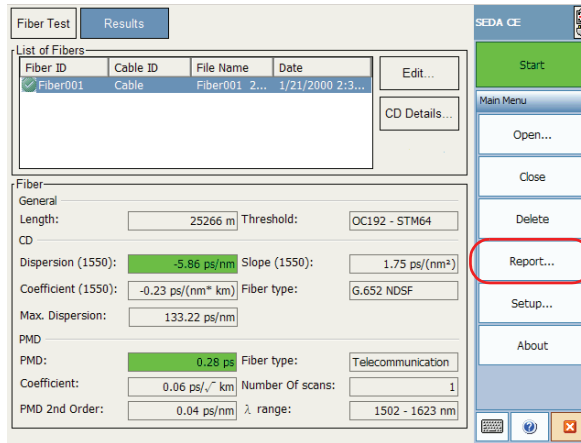 Fiber Test Results SEDA CE
List of Fibers
Fiber ID Cable ID File Name Date
Fiber001 Cable Fiber001 2... 1/21/2000 2:3...
Edit...
CD Details...
Start
Main Menu
Open...
Close
Delete
Report...
Setup...
About
Fiber
General
Length: 25266 m Threshold: OC192 - STM64
CD
Dispersion (1550): -5.86 ps/nm Slope (1550): 1.75 ps/(nm²)
Coefficient (1550): -0.23 ps/(nm* km) Fiber type: G.652 NDSF
Max. Dispersion: 133.22 ps/nm
PMD
PMD: 0.28 ps Fiber type: Telecommunication
Coefficient: 0.06 ps/√ km Number Of scans: 1
PMD 2nd Order: 0.04 ps/nm λ range: 1502 - 1623 nm